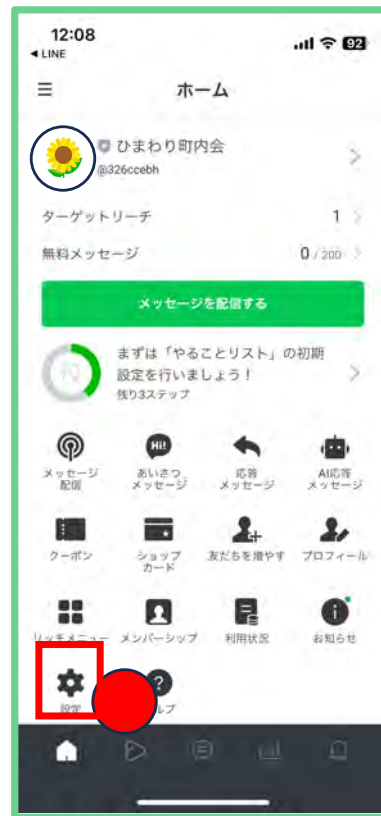 12:08
◀ LINE
92
ホーム
ひまわり町内会
@326ccebh
ターゲットリーチ 1
無料メッセージ 0 / 200
メッセージを配信する
まずは「やることリスト」の初期
設定を行いましょう!
残り3ステップ
Hi!
メッセージ
配信
あいさつ
メッセージ
応答
メッセージ
AI応答
メッセージ
クーポン
ショップ
カード
友だちを増やす
プロフィール
リッチメニュー
メンバーシップ
利用状況
お知らせ
設定
ルプ